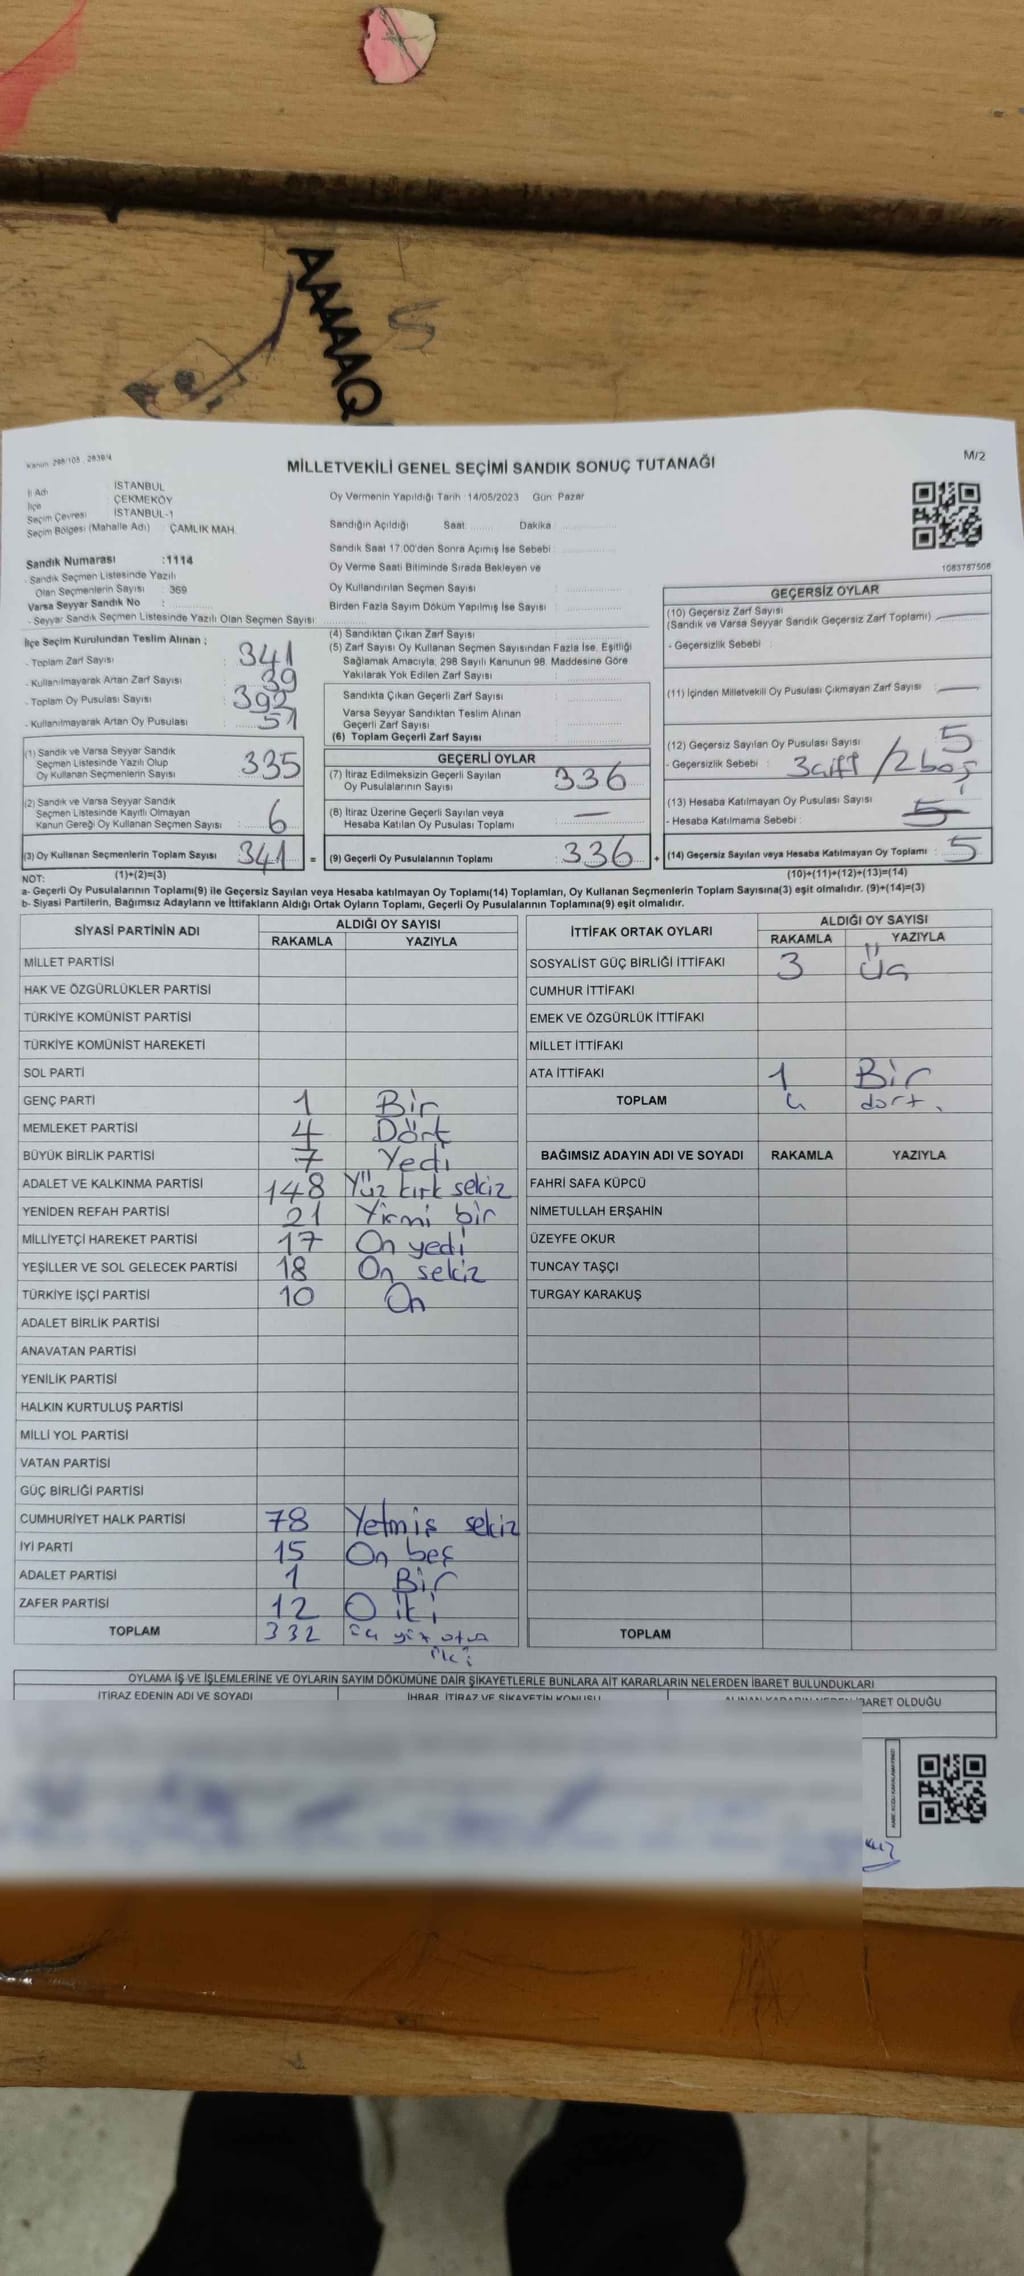 AAAAAQ
Kanun 298/105 , 2839/4
MİLLETVEKİLİ GENEL SEÇİMİ SANDIK SONUÇ TUTANAĞI
M/2
İl Adı İSTANBUL
İlçe ÇEKMEKÖY
Seçim Çevresi İSTANBUL-1
Seçim Bölgesi (Mahalle Adı) : ÇAMLIK MAH.
Sandık Numarası :1114
- Sandık Seçmen Listesinde Yazılı
Olan Seçmenlerin Sayısı : 369
Varsa Seyyar Sandık No :
- Seyyar Sandık Seçmen Listesinde Yazılı Olan Seçmen Sayısı :
Oy Vermenin Yapıldığı Tarih :14/05/2023 Gün: Pazar
Sandığın Açıldığı Saat Dakika :
Sandık Saat 17:00'den Sonra Açılmış İse Sebebi :
Oy Verme Saati Bitiminde Sırada Bekleyen ve
Oy Kullandırılan Seçmen Sayısı :
Birden Fazla Sayım Döküm Yapılmış İse Sayısı :
1083787508
İlçe Seçim Kurulundan Teslim Alınan ;
- Toplam Zarf Sayısı : 341
- Kullanılmayarak Artan Zarf Sayısı : 39
- Toplam Oy Pusulası Sayısı : 392
- Kullanılmayarak Artan Oy Pusulası : 51
(1) Sandık ve Varsa Seyyar Sandık
Seçmen Listesinde Yazılı Olup
Oy Kullanan Seçmenlerin Sayısı : 335
(2) Sandık ve Varsa Seyyar Sandık
Seçmen Listesinde Kayıtlı Olmayan
Kanun Gereği Oy Kullanan Seçmen Sayısı : 6
(3) Oy Kullanan Seçmenlerin Toplam Sayısı : 341 =
(4) Sandıktan Çıkan Zarf Sayısı :
(5) Zarf Sayısı Oy Kullanan Seçmen Sayısından Fazla İse, Eşitliği
Sağlamak Amacıyla, 298 Sayılı Kanunun 98. Maddesine Göre
Yakılarak Yok Edilen Zarf Sayısı :
Sandıkta Çıkan Geçerli Zarf Sayısı :
Varsa Seyyar Sandıktan Teslim Alınan
Geçerli Zarf Sayısı :
(6) Toplam Geçerli Zarf Sayısı :
GEÇERLİ OYLAR
(7) İtiraz Edilmeksizin Geçerli Sayılan
Oy Pusulalarının Sayısı : 336
(8) İtiraz Üzerine Geçerli Sayılan veya
Hesaba Katılan Oy Pusulası Toplamı : —
(9) Geçerli Oy Pusulalarının Toplamı : 336 +
GEÇERSİZ OYLAR
(10) Geçersiz Zarf Sayısı
(Sandık ve Varsa Seyyar Sandık Geçersiz Zarf Toplamı) —
- Geçersizlik Sebebi :
(11) İçinden Milletvekili Oy Pusulası Çıkmayan Zarf Sayısı : —
(12) Geçersiz Sayılan Oy Pusulası Sayısı : 5
- Geçersizlik Sebebi : 3 çift / 2 boş
(13) Hesaba Katılmayan Oy Pusulası Sayısı : 5
- Hesaba Katılmama Sebebi :
(14) Geçersiz Sayılan veya Hesaba Katılmayan Oy Toplamı : 5
NOT: (1)+(2)=(3) (10)+(11)+(12)+(13)=(14)
a- Geçerli Oy Pusulalarının Toplamı(9) ile Geçersiz Sayılan veya Hesaba katılmayan Oy Toplamı(14) Toplamları, Oy Kullanan Seçmenlerin Toplam Sayısına(3) eşit olmalıdır. (9)+(14)=(3)
b- Siyasi Partilerin, Bağımsız Adayların ve İttifakların Aldığı Ortak Oyların Toplamı, Geçerli Oy Pusulalarının Toplamına(9) eşit olmalıdır.
SİYASİ PARTİNİN ADI ALDIĞI OY SAYISI
RAKAMLA YAZIYLA
MİLLET PARTİSİ
HAK VE ÖZGÜRLÜKLER PARTİSİ
TÜRKİYE KOMÜNİST PARTİSİ
TÜRKİYE KOMÜNİST HAREKETİ
SOL PARTİ
GENÇ PARTİ 1 Bir
MEMLEKET PARTİSİ 4 Dört
BÜYÜK BİRLİK PARTİSİ 7 Yedi
ADALET VE KALKINMA PARTİSİ 148 Yüz kırk sekiz
YENİDEN REFAH PARTİSİ 21 Yirmi bir
MİLLİYETÇİ HAREKET PARTİSİ 17 On yedi
YEŞİLLER VE SOL GELECEK PARTİSİ 18 On sekiz
TÜRKİYE İŞÇİ PARTİSİ 10 On
ADALET BİRLİK PARTİSİ
ANAVATAN PARTİSİ
YENİLİK PARTİSİ
HALKIN KURTULUŞ PARTİSİ
MİLLİ YOL PARTİSİ
VATAN PARTİSİ
GÜÇ BİRLİĞİ PARTİSİ
CUMHURİYET HALK PARTİSİ 78 Yetmiş sekiz
İYİ PARTİ 15 On beş
ADALET PARTİSİ 1 Bir
ZAFER PARTİSİ 12 O iki
TOPLAM 332 üç yüz otuz
iki
İTTİFAK ORTAK OYLARI ALDIĞI OY SAYISI
RAKAMLA YAZIYLA
SOSYALİST GÜÇ BİRLİĞİ İTTİFAKI 3 Üç
CUMHUR İTTİFAKI
EMEK VE ÖZGÜRLÜK İTTİFAKI
MİLLET İTTİFAKI
ATA İTTİFAKI 1 Bir
TOPLAM 4 dört.
BAĞIMSIZ ADAYIN ADI VE SOYADI RAKAMLA YAZIYLA
FAHRİ SAFA KÜPCÜ
NİMETULLAH ERŞAHİN
ÜZEYFE OKUR
TUNCAY TAŞÇI
TURGAY KARAKUŞ
TOPLAM
OYLAMA İŞ VE İŞLEMLERİNE VE OYLARIN SAYIM DÖKÜMÜNE DAİR ŞİKAYETLERLE BUNLARA AİT KARARLARIN NELERDEN İBARET BULUNDUKLARI
İTİRAZ EDENİN ADI VE SOYADI İHBAR, İTİRAZ VE ŞİKAYETİN KONUSU ALINAN KARARIN NEDEN İBARET OLDUĞU